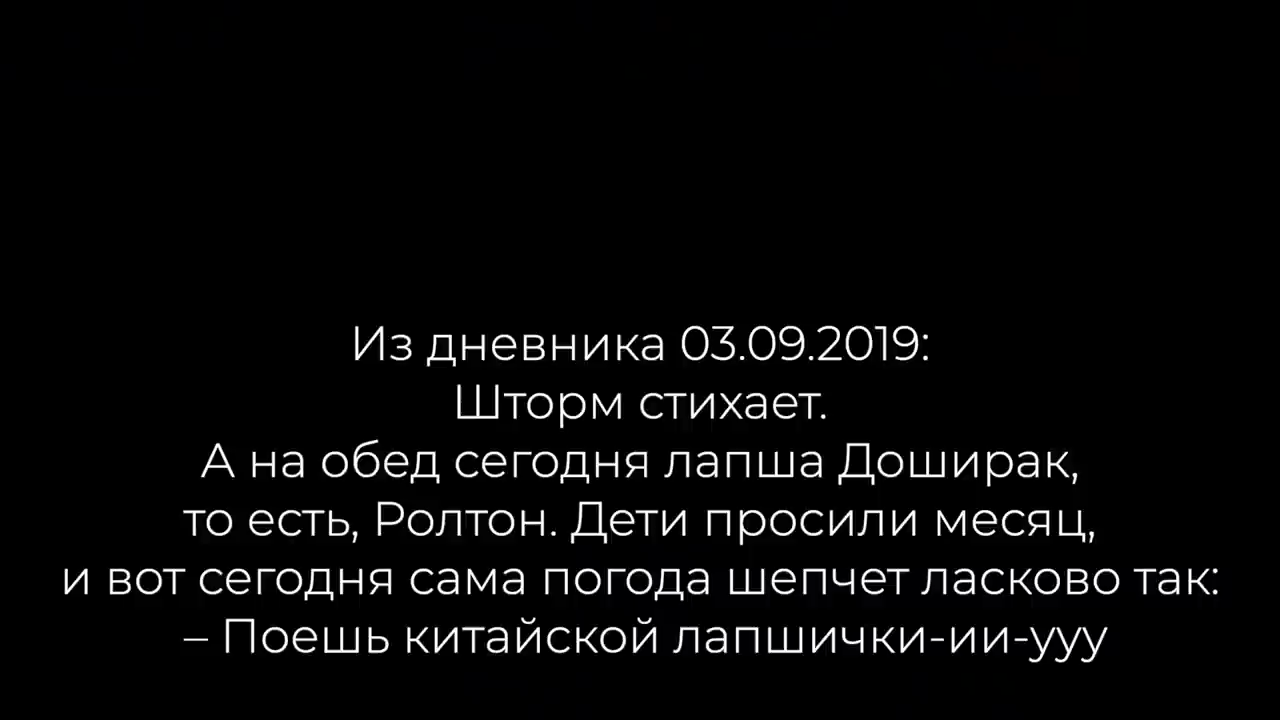 Из дневника 03.09.2019:
Шторм стихает.
А на обед сегодня лапша Доширак,
то есть, Ролтон. Дети просили месяц,
и вот сегодня сама погода шепчет ласково так:
– Поешь китайской лапшички-ии-ууу